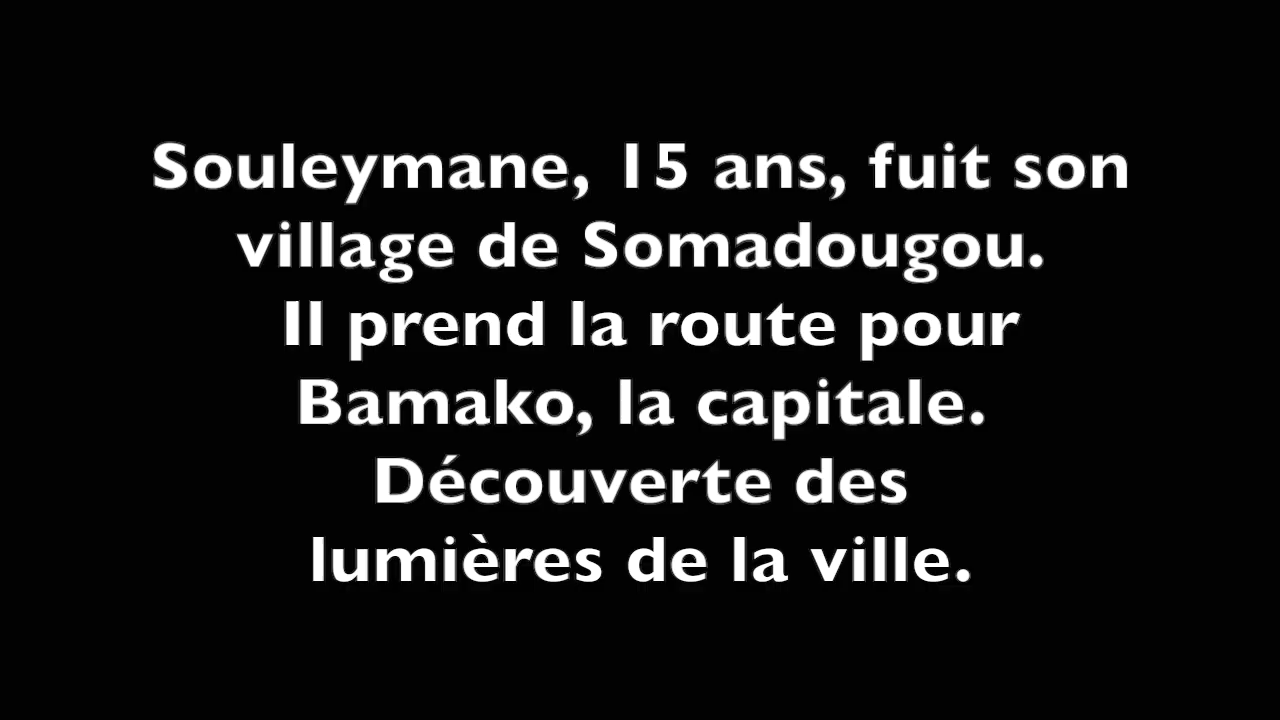 Souleymane, 15 ans, fuit son
village de Somadougou.
Il prend la route pour
Bamako, la capitale.
Découverte des
lumières de la ville.